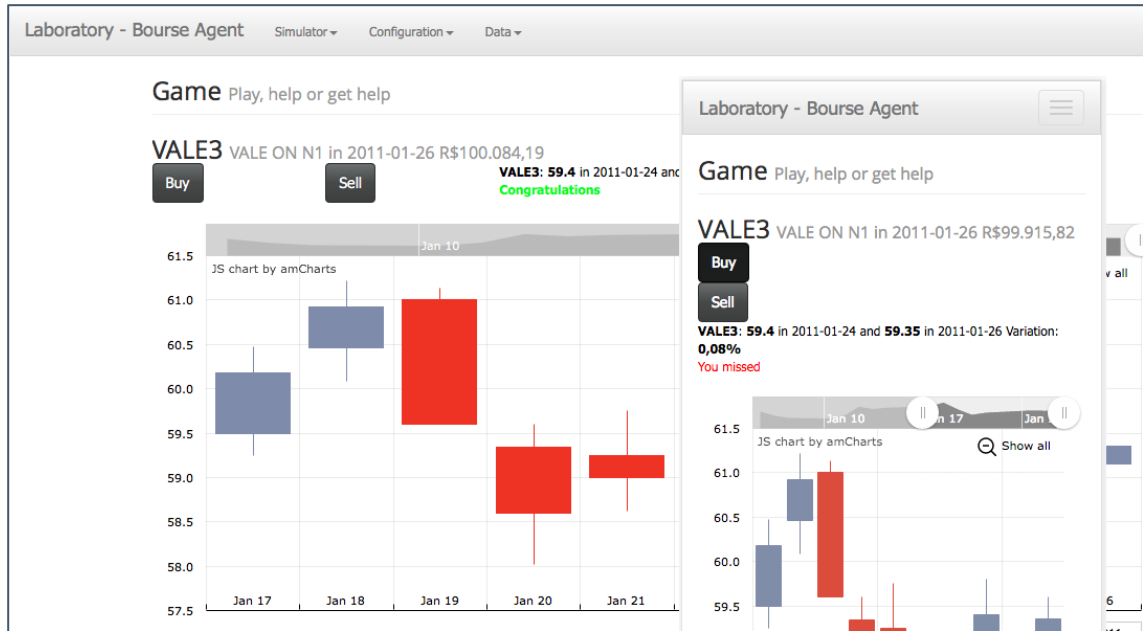 Laboratory - Bourse Agent Simulator Configuration Data
Game Play, help or get help
VALE3 VALE ON N1 in 2011-01-26 R$100.084,19
Buy Sell VALE3: 59.4 in 2011-01-24 and
Congratulations
Jan 10
61.5
JS chart by amCharts
61.0
60.5
60.0
59.5
59.0
58.5
58.0
57.5
Jan 17 Jan 18 Jan 19 Jan 20 Jan 21
Laboratory - Bourse Agent
Game Play, help or get help
VALE3 VALE ON N1 in 2011-01-26 R$99.915,82
Buy
Sell
VALE3: 59.4 in 2011-01-24 and 59.35 in 2011-01-26 Variation:
0,08%
You missed
Jan 10 n 17 Jan
61.5
JS chart by amCharts Show all
61.0
60.5
60.0
59.5
all
6